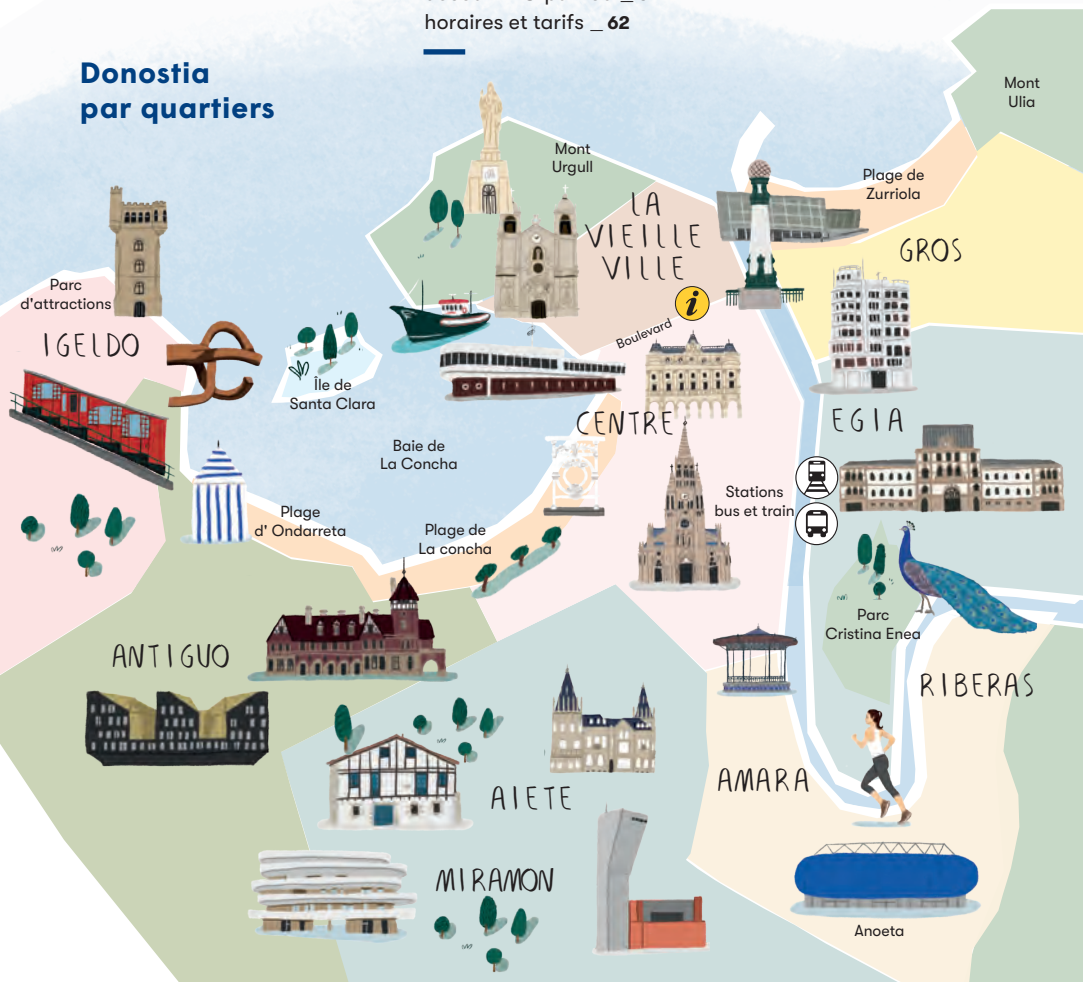 horaires et tarifs _ 62
Donostia
par quartiers
Mont
Ulia
Mont
Urgull
Plage de
Zurriola
LA
VIEILLE
VILLE
GROS
Parc
d'attractions
IGELDO
i
Boulevard
Île de
Santa Clara
CENTRE
EGIA
Baie de
La Concha
Stations
bus et train
Plage
d' Ondarreta
Plage de
La concha
Parc
Cristina Enea
ANTIGUO
RIBERAS
AMARA
AIETE
MIRAMON
Anoeta